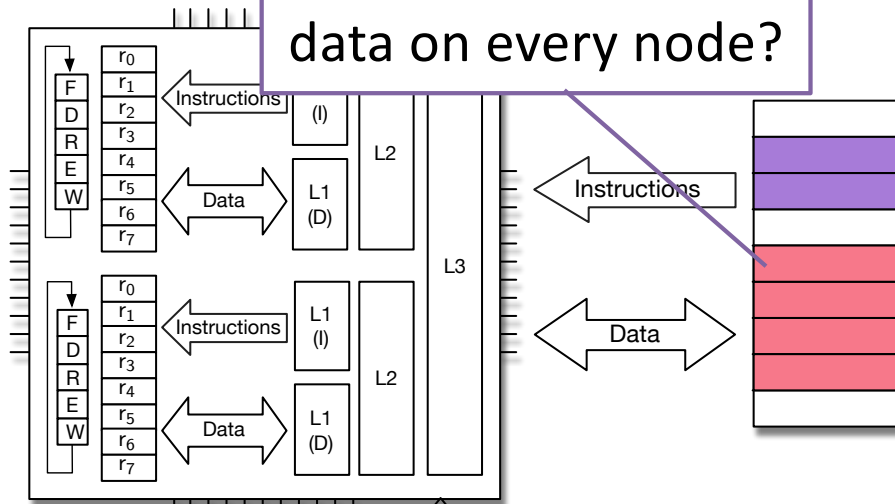 data on every node?
F
D
R
E
W
r0
r1
r2
r3
r4
r5
r6
r7
Instructions
Data
(I)
L1
(D)
L2
L3
F
D
R
E
W
r0
r1
r2
r3
r4
r5
r6
r7
Instructions
Data
L1
(I)
L1
(D)
L2
Instructions
Data